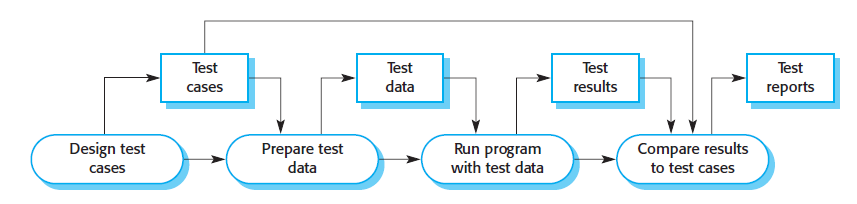 Test
cases
Test
data
Test
results
Test
reports
Design test
cases
Prepare test
data
Run program
with test data
Compare results
to test cases